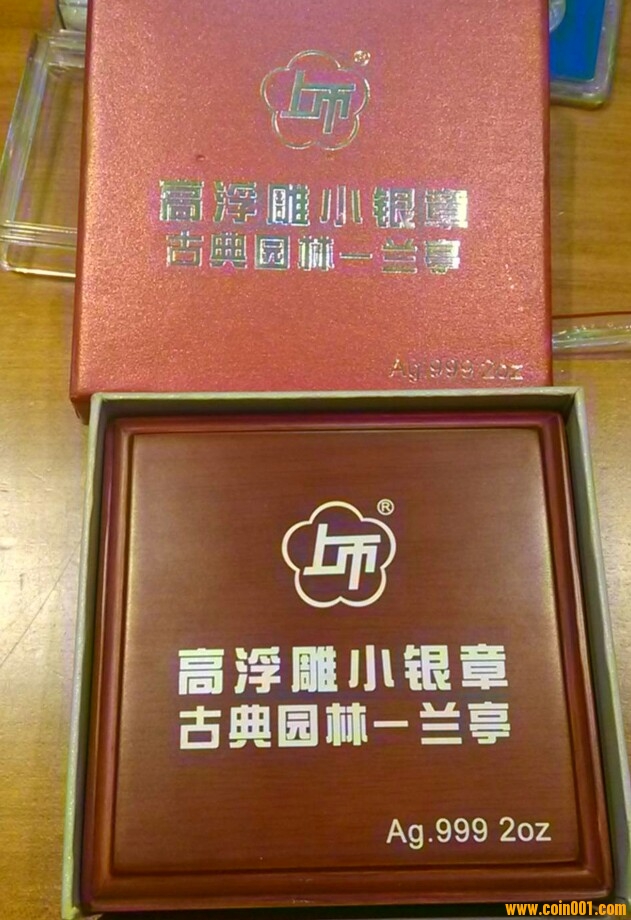 上币
高浮雕小银章
古典园林一兰亭
Ag.999 2oz
上币®
高浮雕小银章
古典园林一兰亭
Ag.999 2oz
www.coin001.com